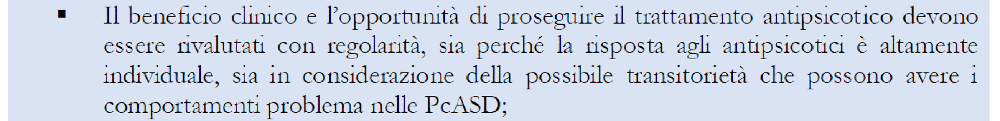 ▪ Il beneficio clinico e l’opportunità di proseguire il trattamento antipsicotico devono
essere rivalutati con regolarità, sia perché la risposta agli antipsicotici è altamente
individuale, sia in considerazione della possibile transitorietà che possono avere i
comportamenti problema nelle PcASD;